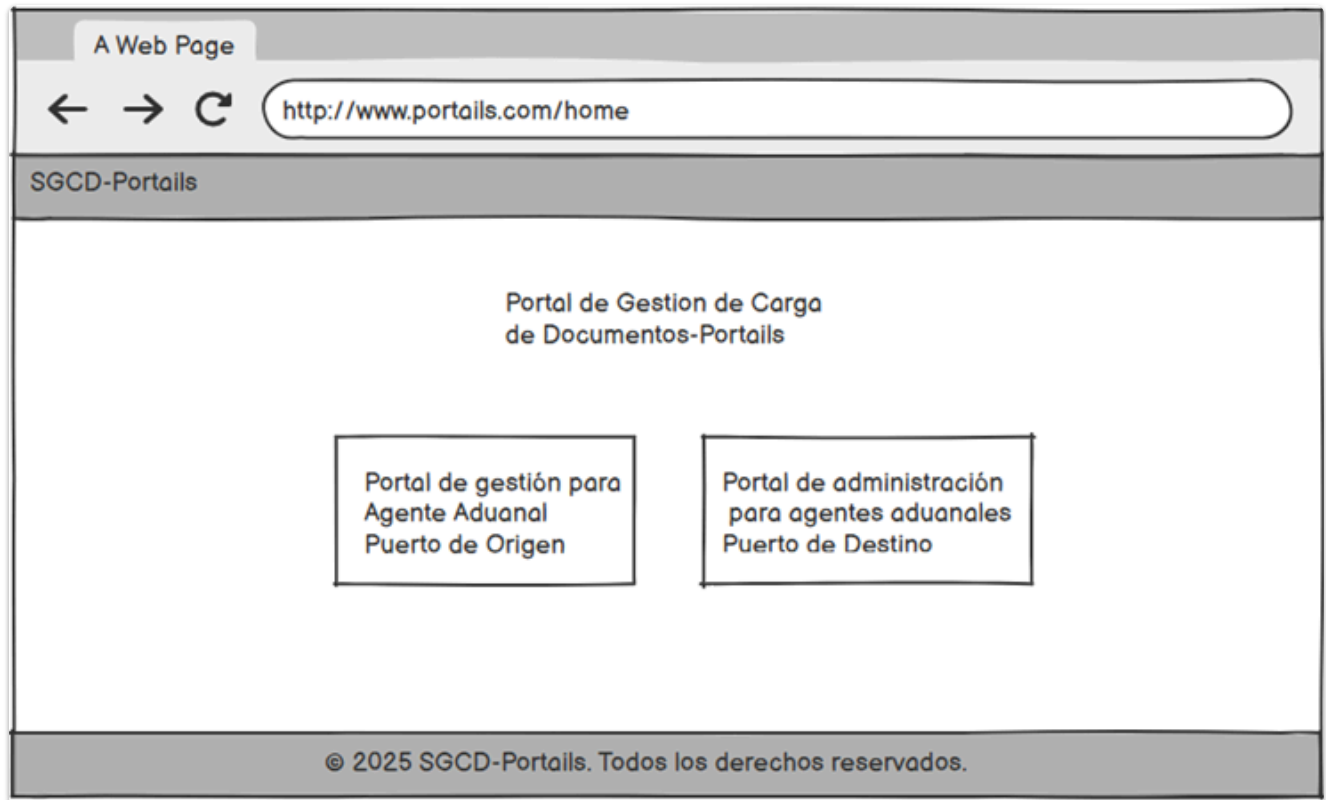 A Web Page
http://www.portails.com/home
SGCD-Portails
Portal de Gestion de Carga
de Documentos-Portails
Portal de gestión para
Agente Aduanal
Puerto de Origen
Portal de administración
para agentes aduanales
Puerto de Destino
© 2025 SGCD-Portails. Todos los derechos reservados.